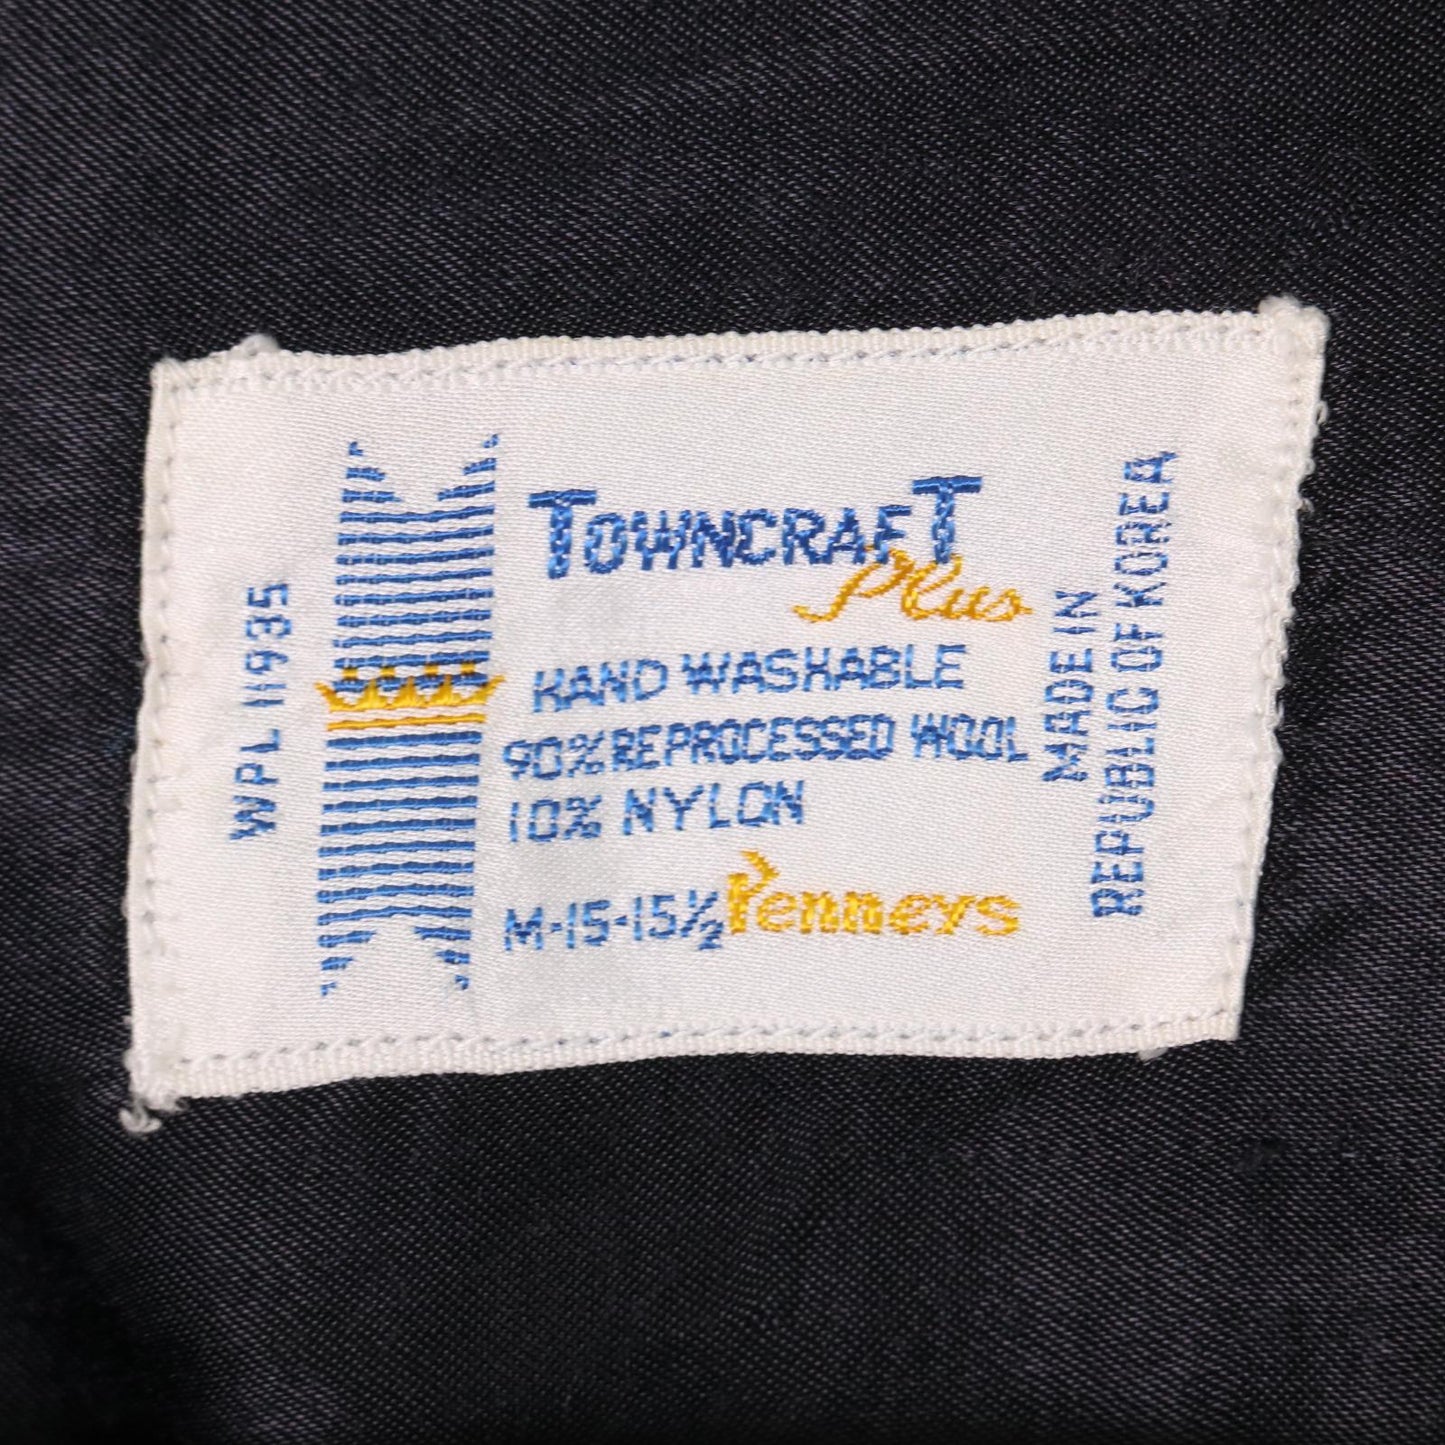 WPL 11935
TOWNCRAFT
Plus
HAND WASHABLE
90% REPROCESSED WOOL
10% NYLON
M-15-15½ Penneys
MADE IN
REPUBLIC OF KOREA